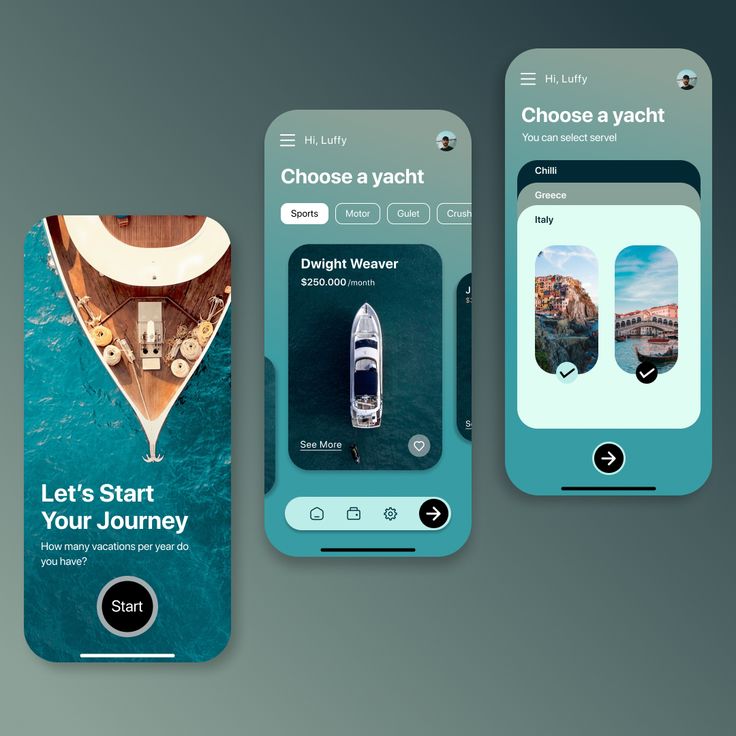 Let's Start
Your Journey
How many vacations per year do
you have?
Start
Hi, Luffy
Choose a yacht
Sports
Motor
Gulet
Crush
Dwight Weaver
$250.000 /month
See More
Hi, Luffy
Choose a yacht
You can select servel
Chilli
Greece
Italy